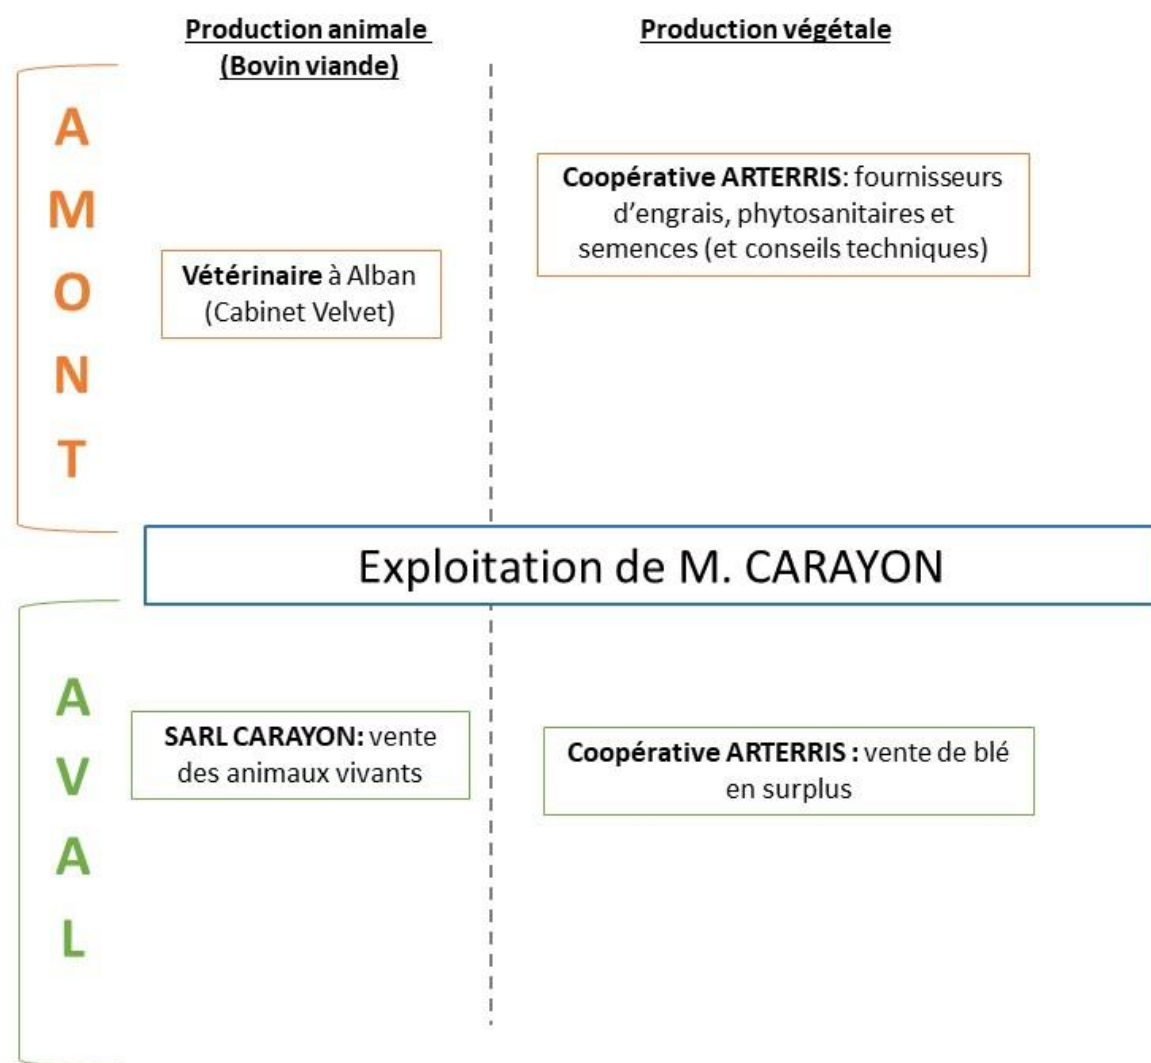 Production animale
(Bovin viande)
Production végétale
A
M
O
N
T
Coopérative ARTERRIS: fournisseurs
d’engrais, phytosanitaires et
semences (et conseils techniques)
Vétérinaire à Alban
(Cabinet Velvet)
Exploitation de M. CARAYON
A
V
A
L
SARL CARAYON: vente
des animaux vivants
Coopérative ARTERRIS : vente de blé
en surplus